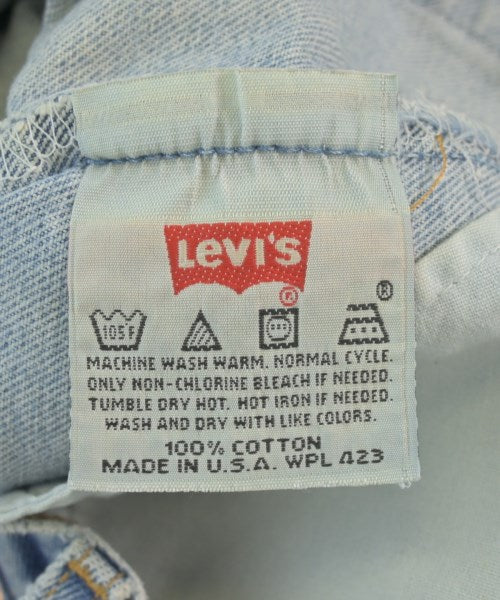 Levi's
®
®
105F
MACHINE WASH WARM. NORMAL CYCLE.
ONLY NON-CHLORINE BLEACH IF NEEDED.
TUMBLE DRY HOT. HOT IRON IF NEEDED.
WASH AND DRY WITH LIKE COLORS.
100% COTTON
MADE IN U.S.A. WPL 423